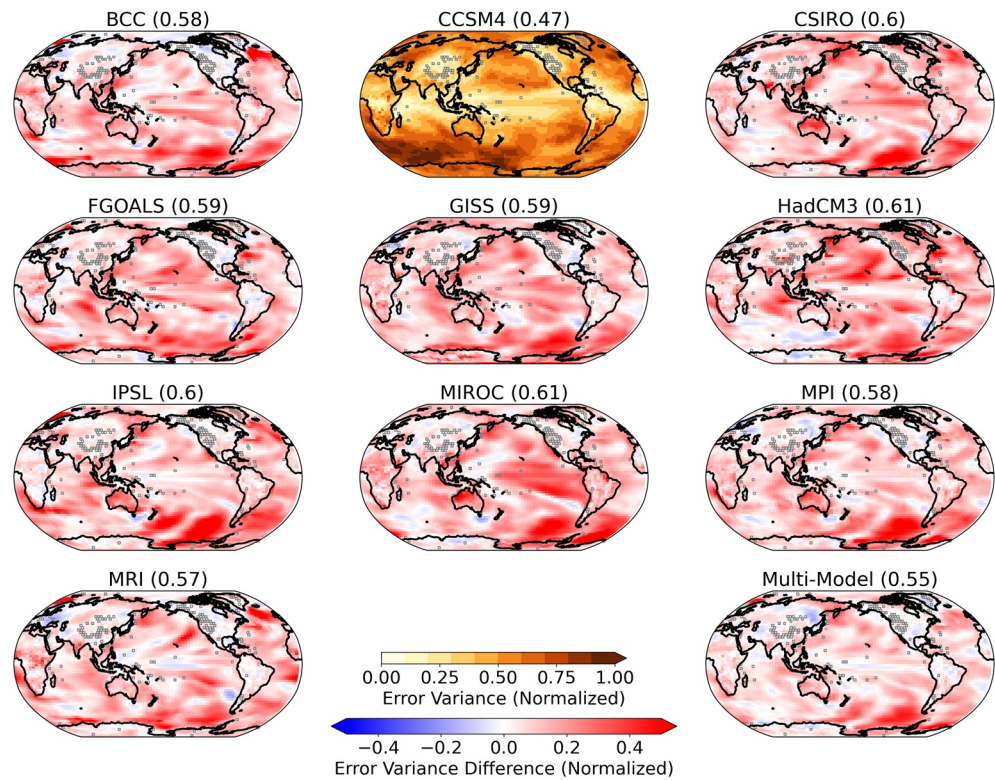 BCC (0.58)
CCSM4 (0.47)
CSIRO (0.6)
FGOALS (0.59)
GISS (0.59)
HadCM3 (0.61)
IPSL (0.6)
MIROC (0.61)
MPI (0.58)
MRI (0.57)
Multi-Model (0.55)
0.00 0.25 0.50 0.75 1.00
Error Variance (Normalized)
−0.4 −0.2 0.0 0.2 0.4
Error Variance Difference (Normalized)